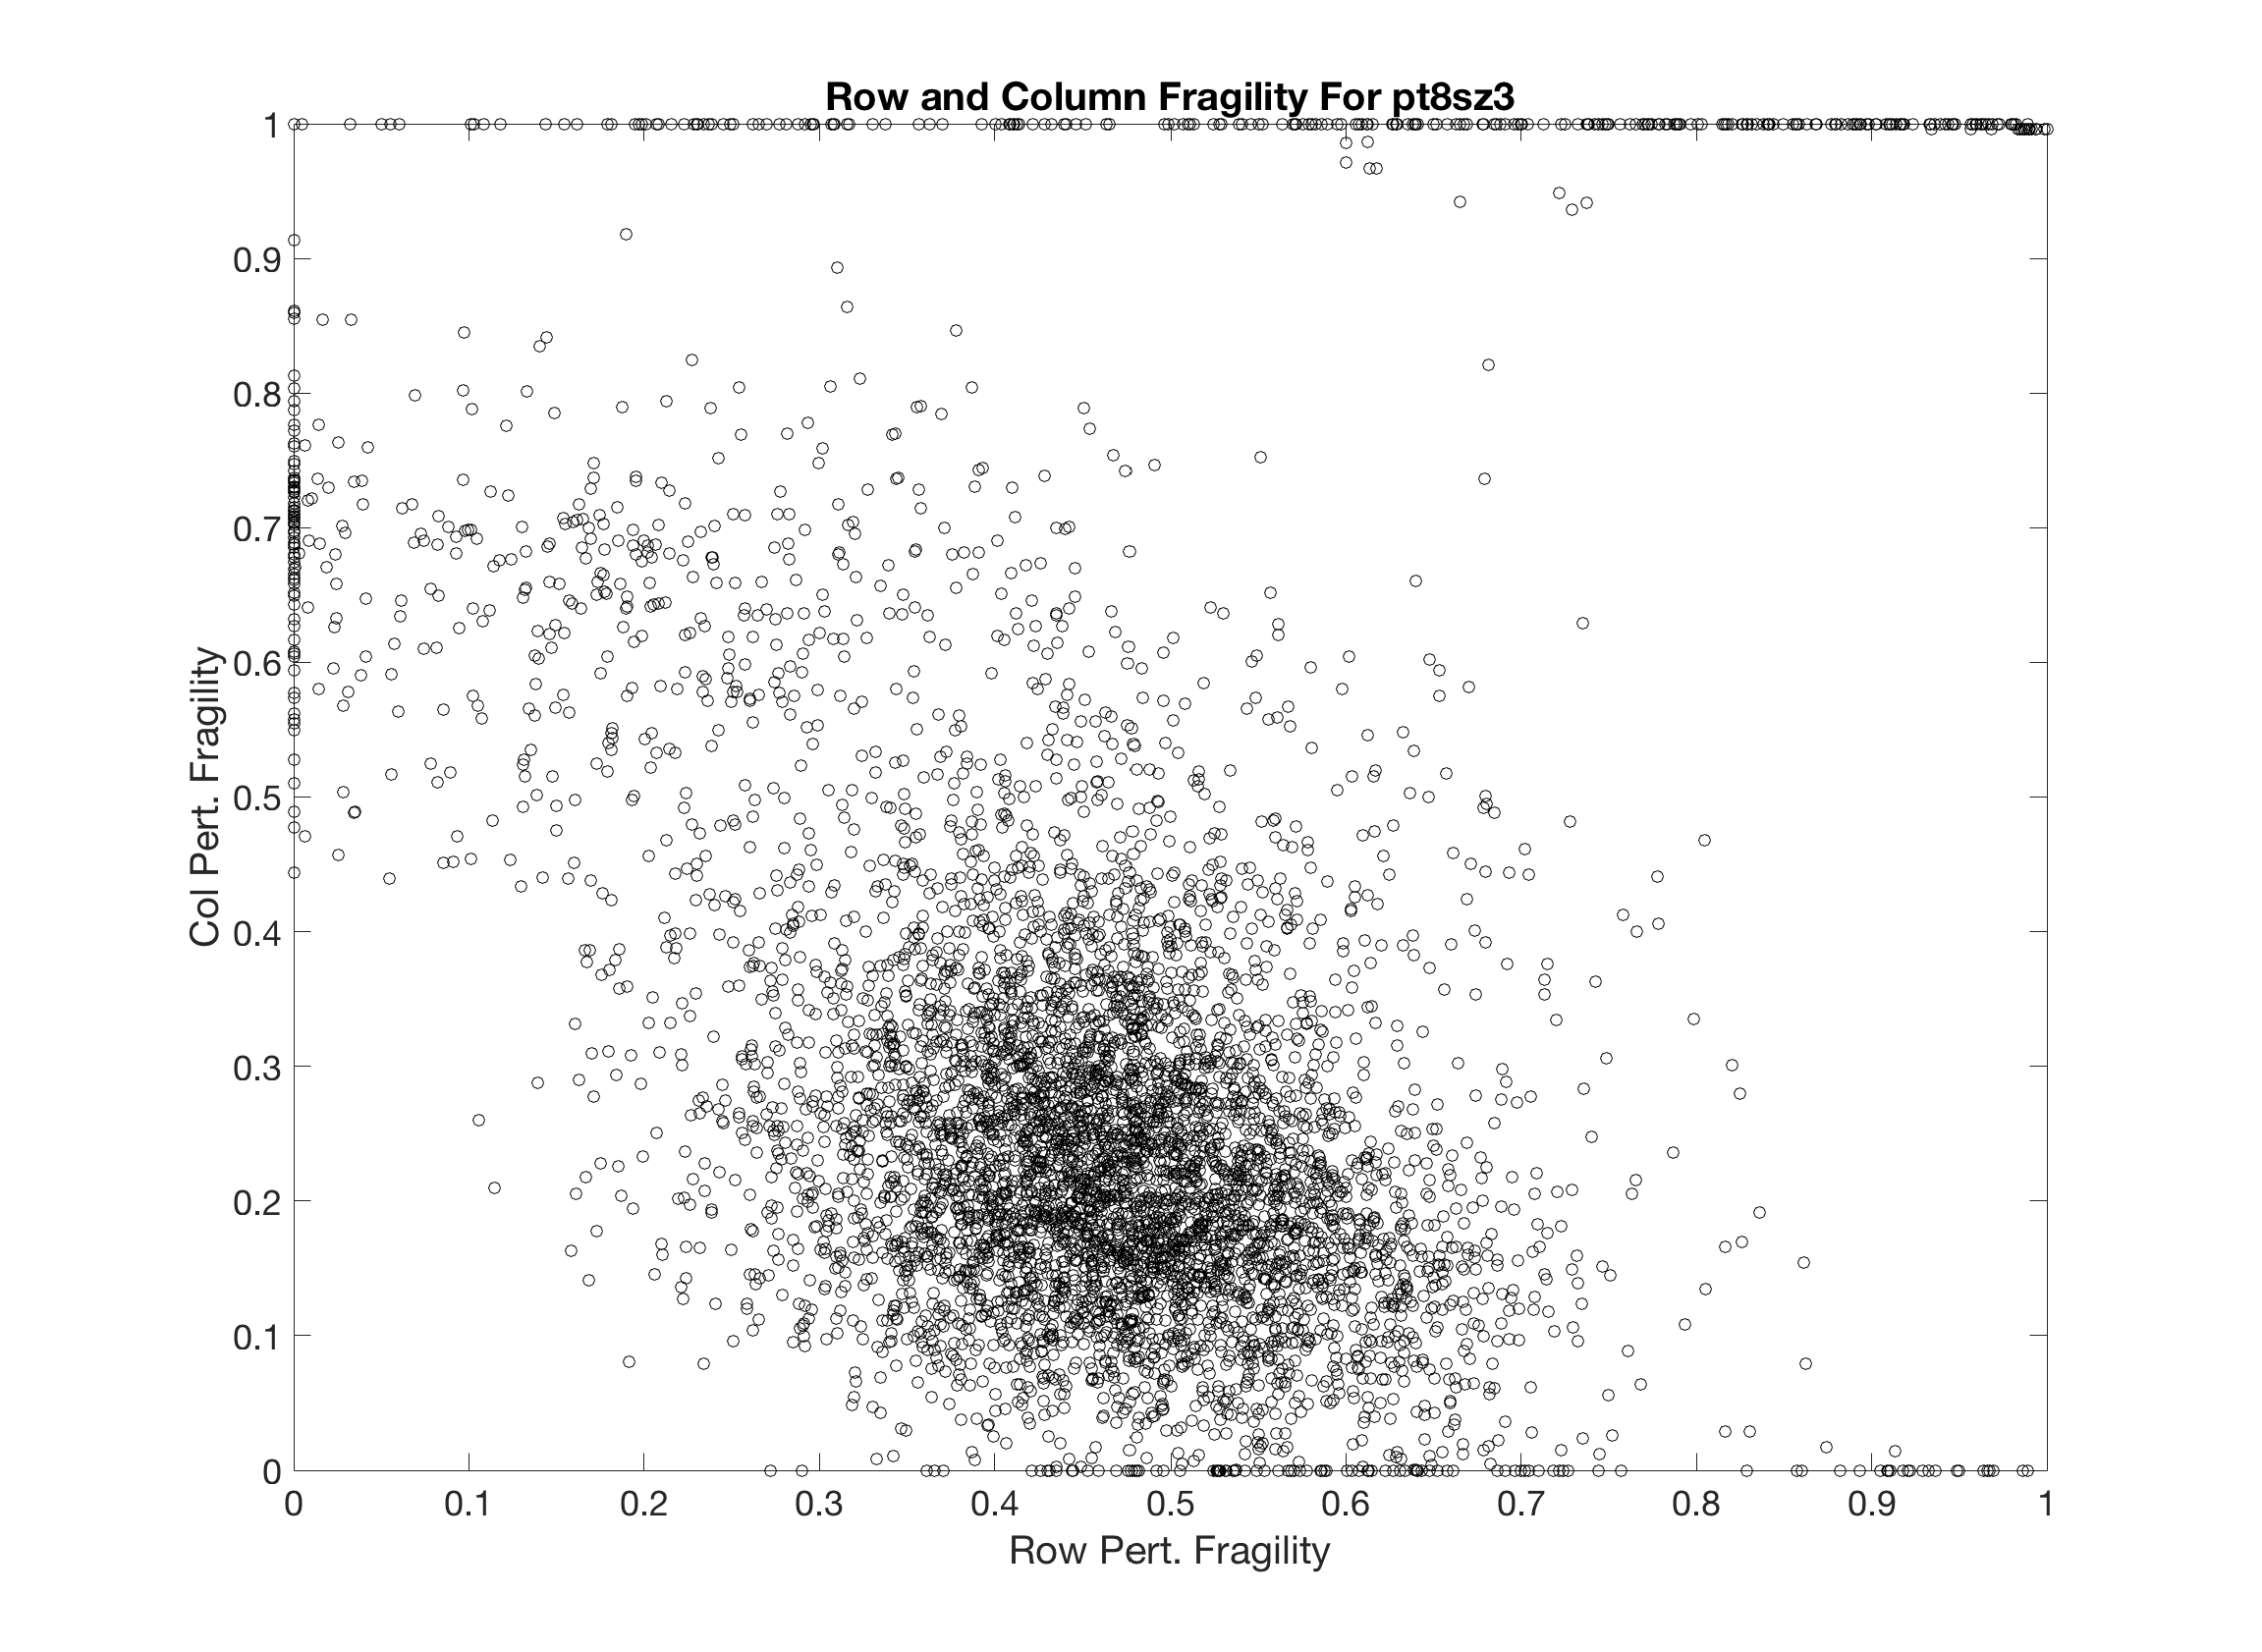 Row and Column Fragility For pt8sz3
1
0.9
0.8
0.7
0.6
0.5
0.4
0.3
0.2
0.1
0
Col Pert. Fragility
0 0.1 0.2 0.3 0.4 0.5 0.6 0.7 0.8 0.9 1
Row Pert. Fragility